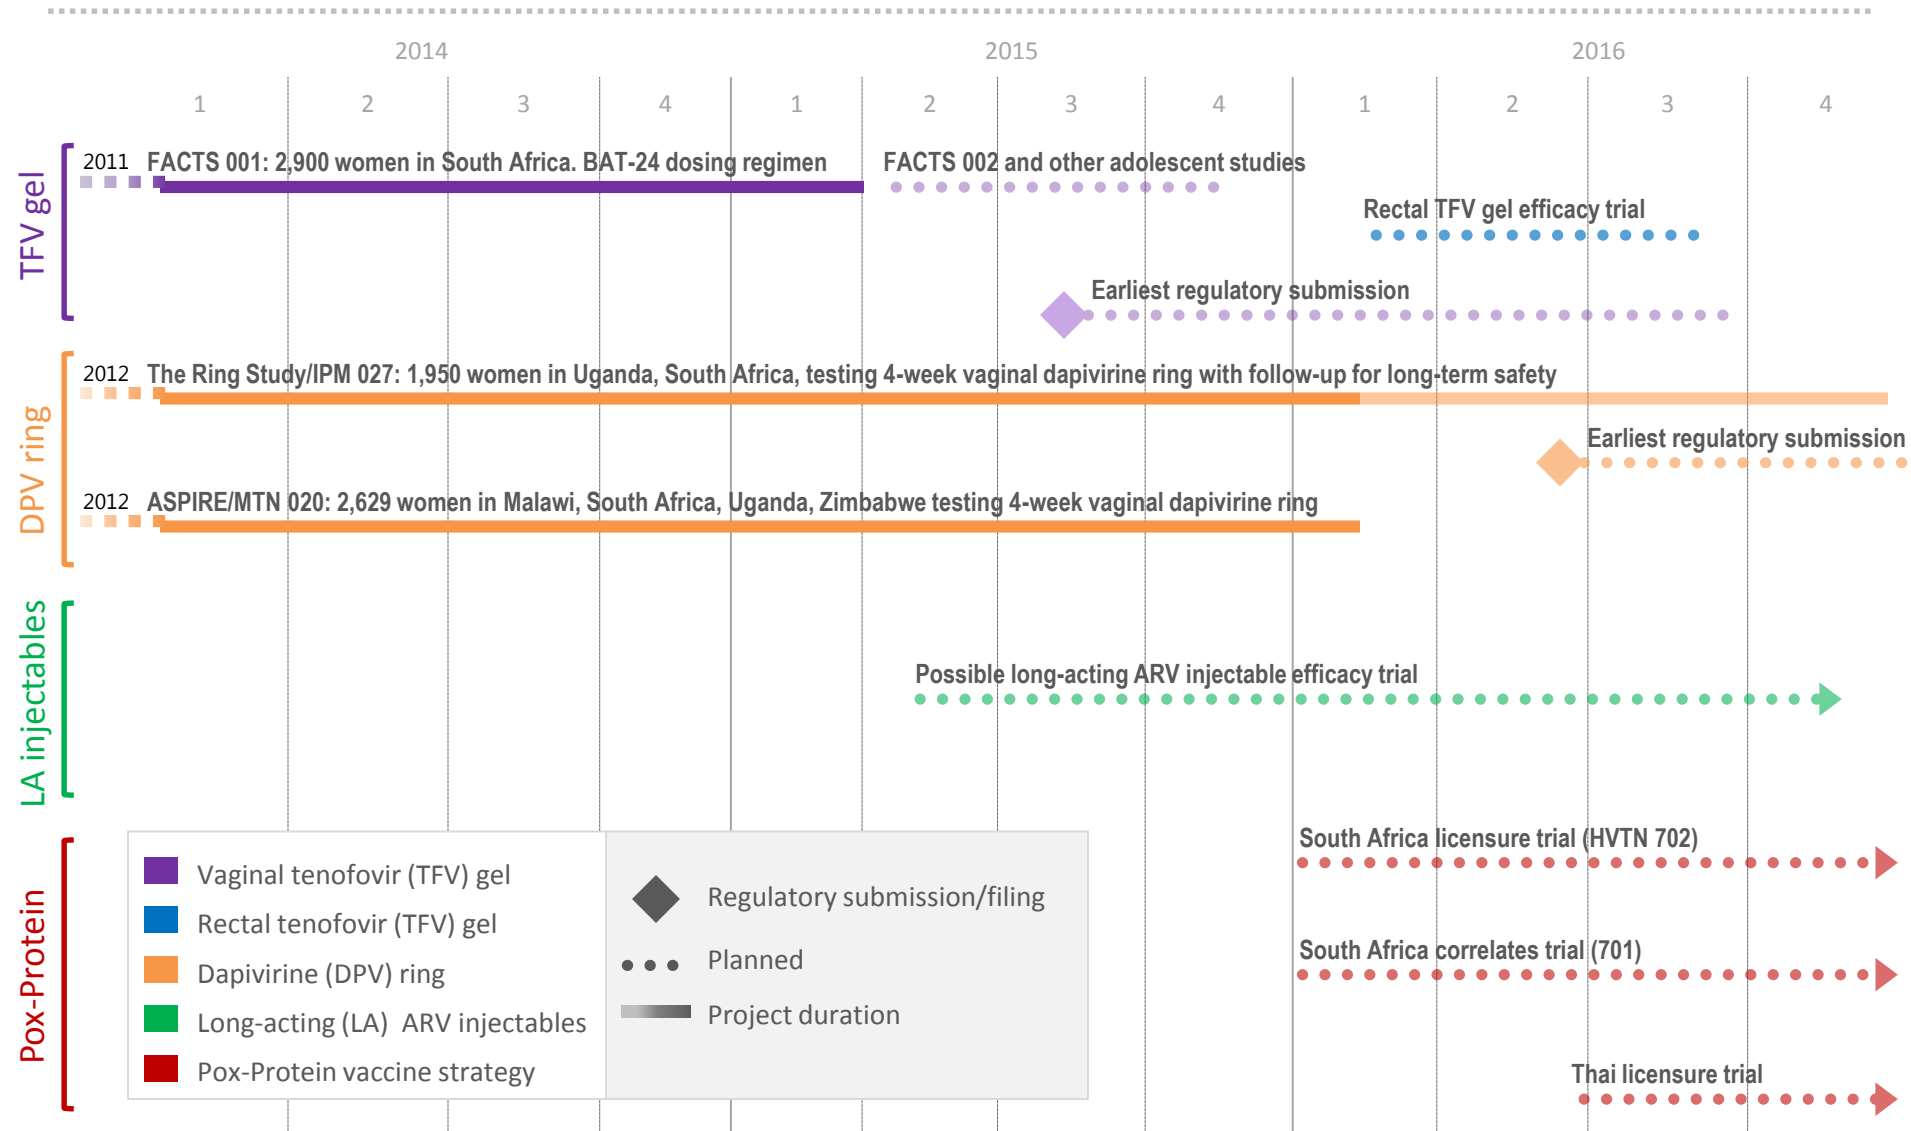 2014 2015 2016
1 2 3 4 1 2 3 4 1 2 3 4
TFV gel
2011 FACTS 001: 2,900 women in South Africa. BAT-24 dosing regimen
FACTS 002 and other adolescent studies
Rectal TFV gel efficacy trial
Earliest regulatory submission
DPV ring
2012 The Ring Study/IPM 027: 1,950 women in Uganda, South Africa, testing 4-week vaginal dapivirine ring with follow-up for long-term safety
Earliest regulatory submission
2012 ASPIRE/MTN 020: 2,629 women in Malawi, South Africa, Uganda, Zimbabwe testing 4-week vaginal dapivirine ring
LA injectables
Possible long-acting ARV injectable efficacy trial
Pox-Protein
South Africa licensure trial (HVTN 702)
South Africa correlates trial (701)
Thai licensure trial
Vaginal tenofovir (TFV) gel
Rectal tenofovir (TFV) gel
Dapivirine (DPV) ring
Long-acting (LA) ARV injectables
Pox-Protein vaccine strategy
Regulatory submission/filing
Planned
Project duration